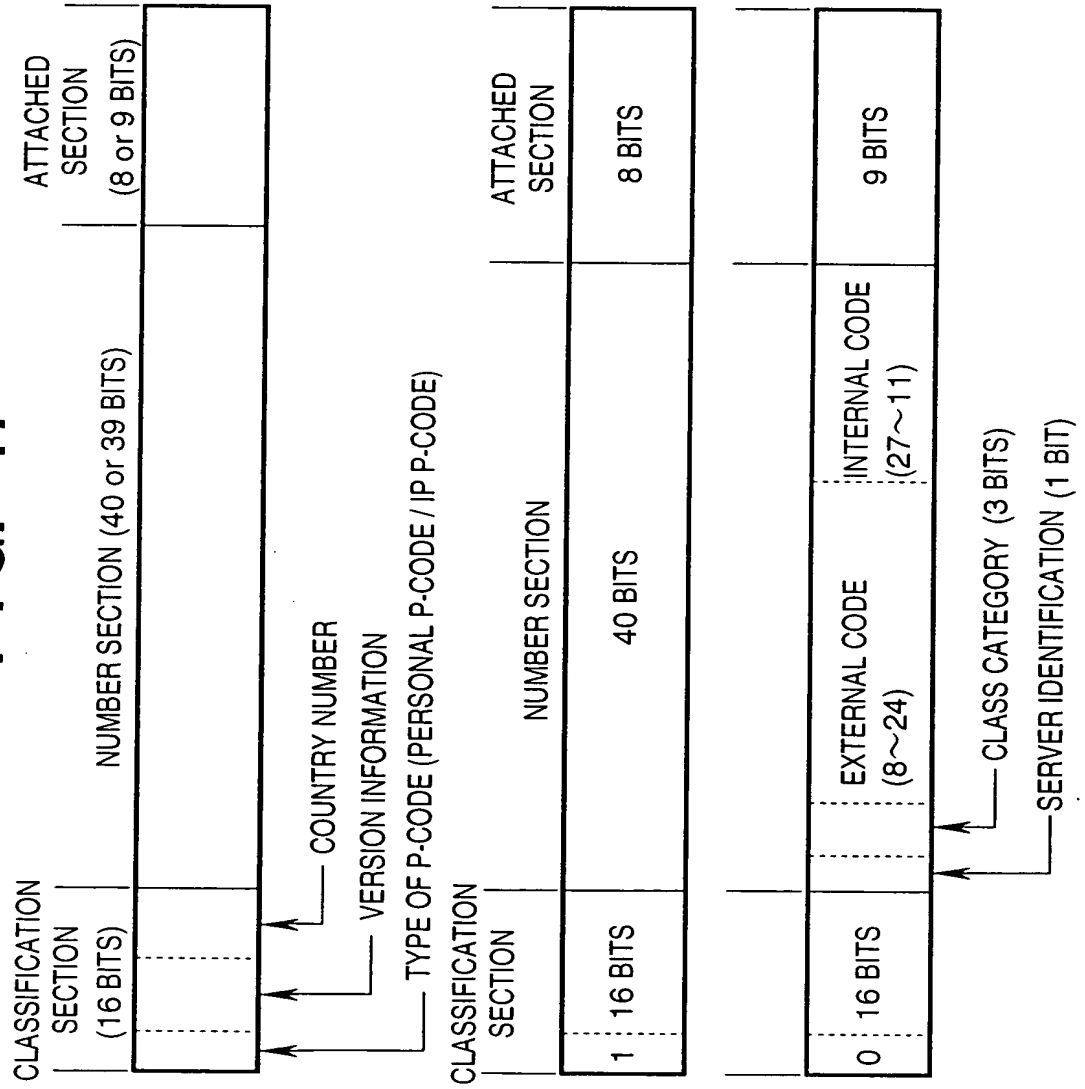 CLASSIFICATION
SECTION
(16 BITS)
NUMBER SECTION (40 or 39 BITS)
ATTACHED
SECTION
(8 or 9 BITS)
COUNTRY NUMBER
VERSION INFORMATION
TYPE OF P-CODE (PERSONAL P-CODE / IP P-CODE)
CLASSIFICATION
SECTION
NUMBER SECTION
ATTACHED
SECTION
1
16 BITS
40 BITS
8 BITS
0
16 BITS
EXTERNAL CODE
(8~24)
INTERNAL CODE
(27~11)
9 BITS
CLASS CATEGORY (3 BITS)
SERVER IDENTIFICATION (1 BIT)